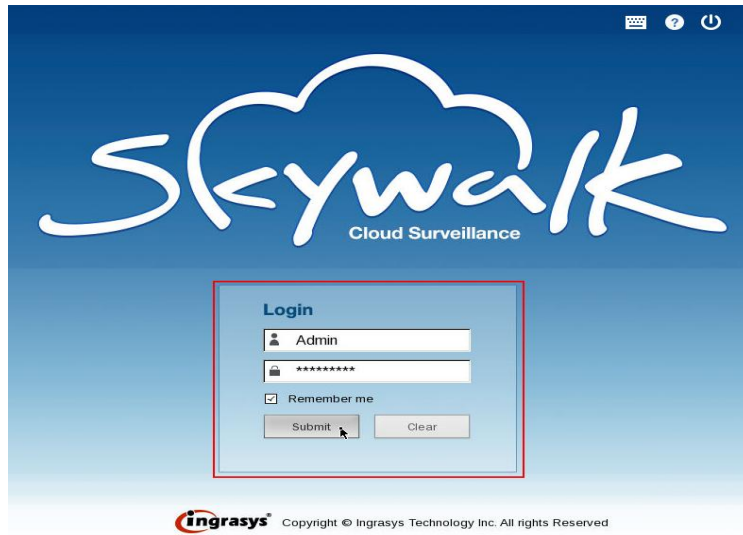 Skywalk
Cloud Surveillance
Login
Admin
*********
Remember me
Submit
Clear
ingrasys® Copyright © Ingrasys Technology Inc. All rights Reserved